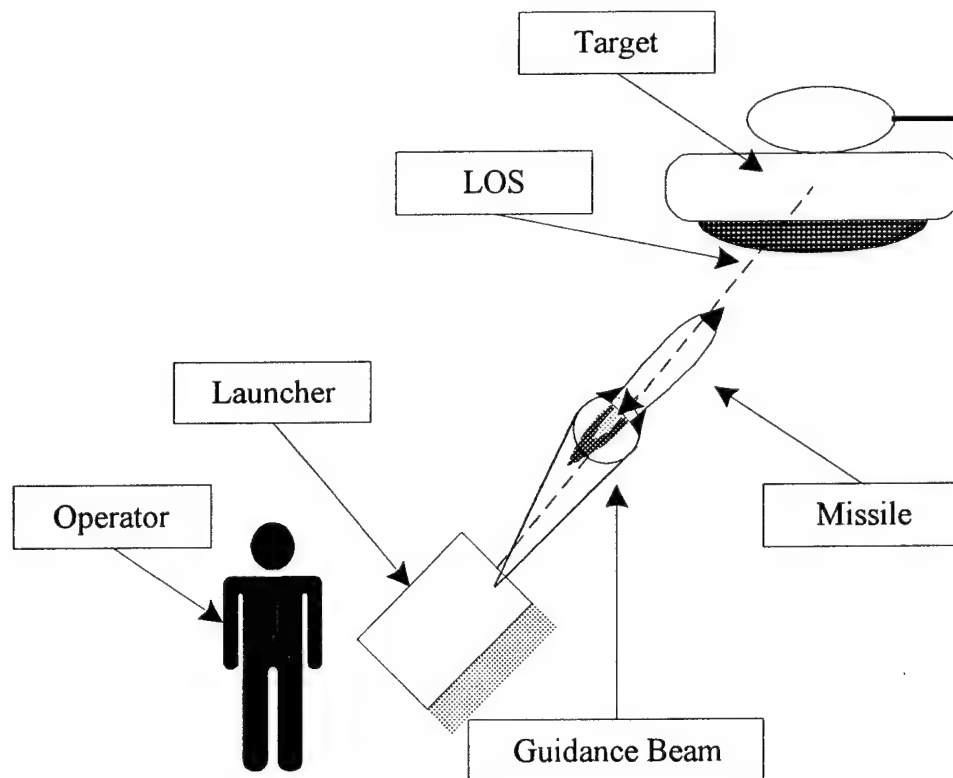 Target
LOS
Launcher
Operator
Missile
Guidance Beam